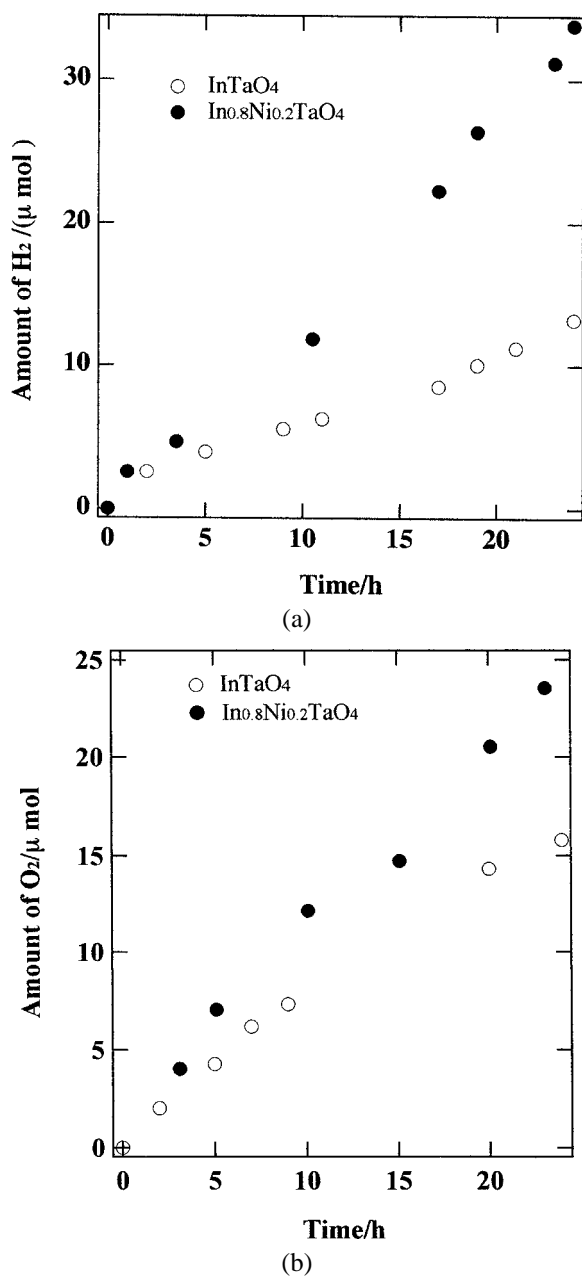 InTaO4
In0.8Ni0.2TaO4
30
20
10
0
Amount of H2 /(μ mol)
0 5 10 15 20
Time/h
(a)
25
InTaO4
In0.8Ni0.2TaO4
20
15
10
5
0
Amount of O2/μ mol
0 5 10 15 20
Time/h
(b)